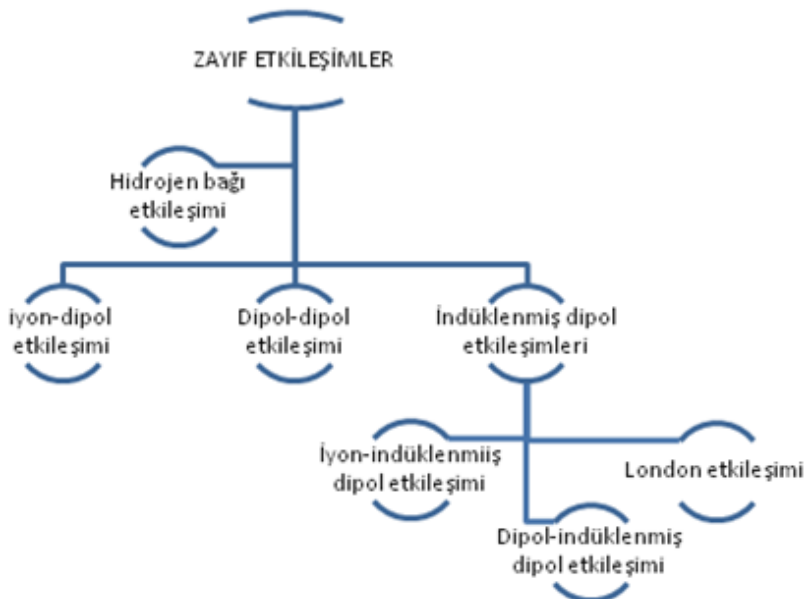 ZAYIF ETKİLEŞİMLER
Hidrojen bağı
etkileşimi
iyon-dipol
etkileşimi
Dipol-dipol
etkileşimi
İndüklenmiş dipol
etkileşimleri
İyon-indüklenmiiş
dipol etkileşimi
London etkileşimi
Dipol-indüklenmiş
dipol etkileşimi